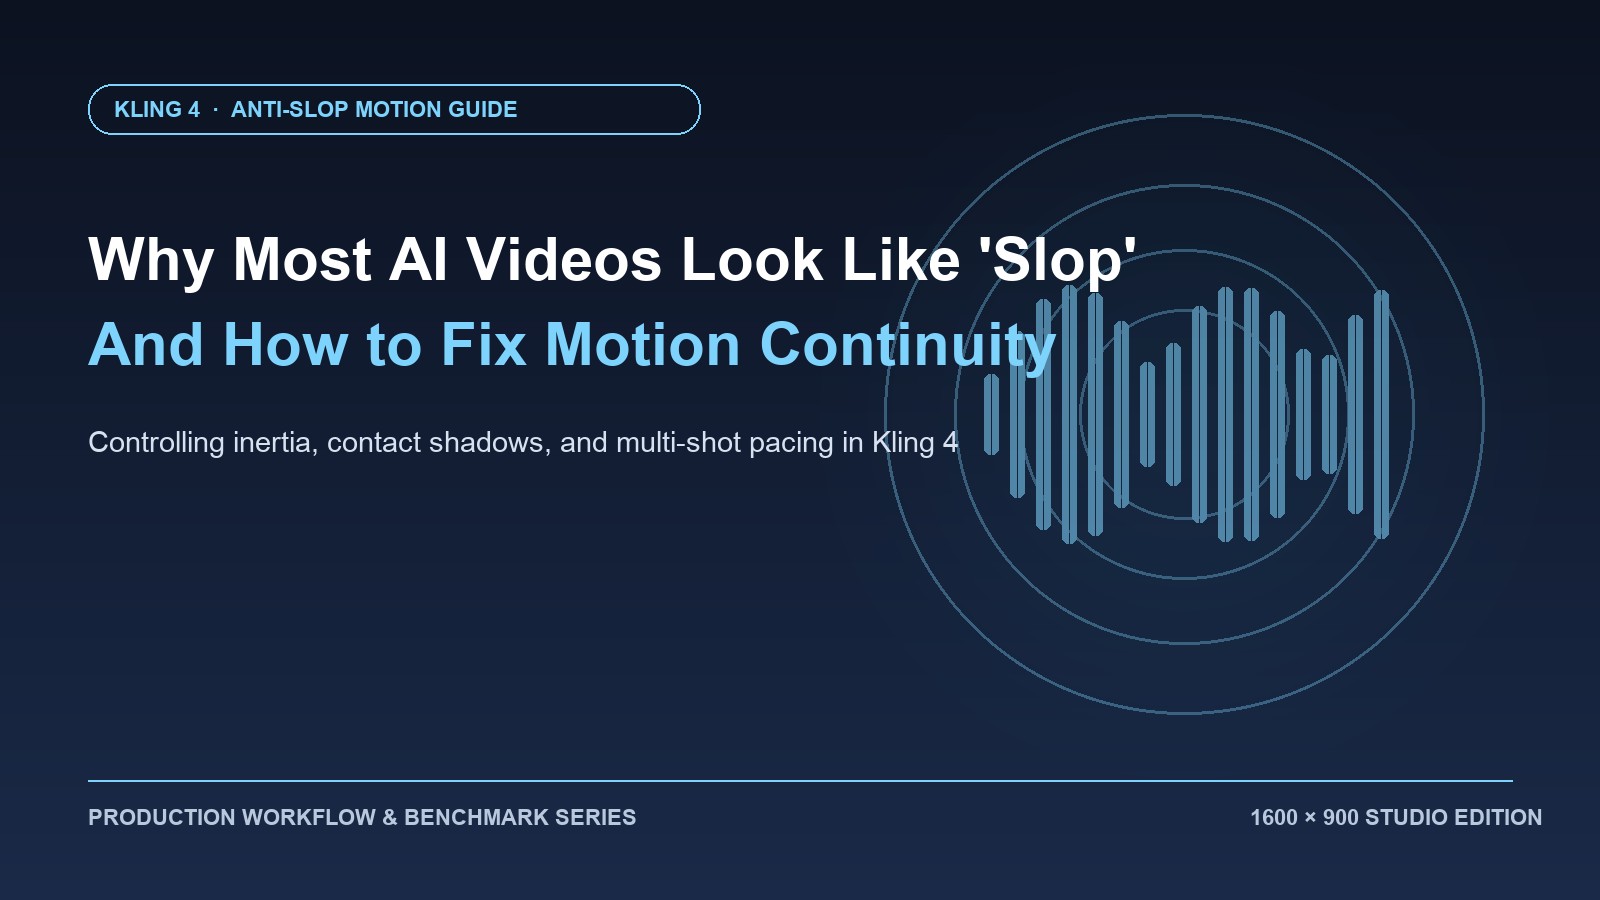 KLING 4 · ANTI-SLOP MOTION GUIDE
Why Most AI Videos Look Like 'Slop'
And How to Fix Motion Continuity
Controlling inertia, contact shadows, and multi-shot pacing in Kling 4
PRODUCTION WORKFLOW & BENCHMARK SERIES
1600 × 900 STUDIO EDITION